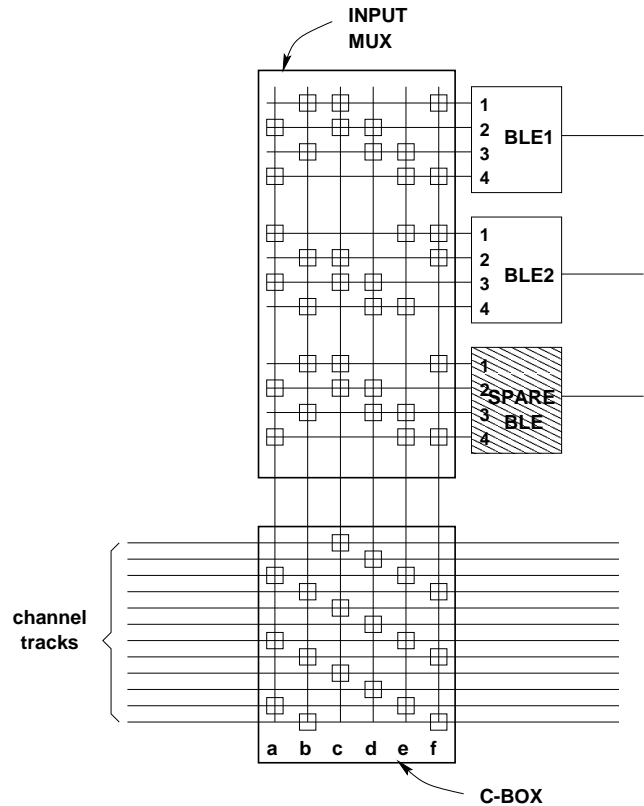 INPUT
MUX
1
2
3
4
BLE1
1
2
3
4
BLE2
1
2
3
4
SPARE
BLE
channel
tracks
a b c d e f
C-BOX